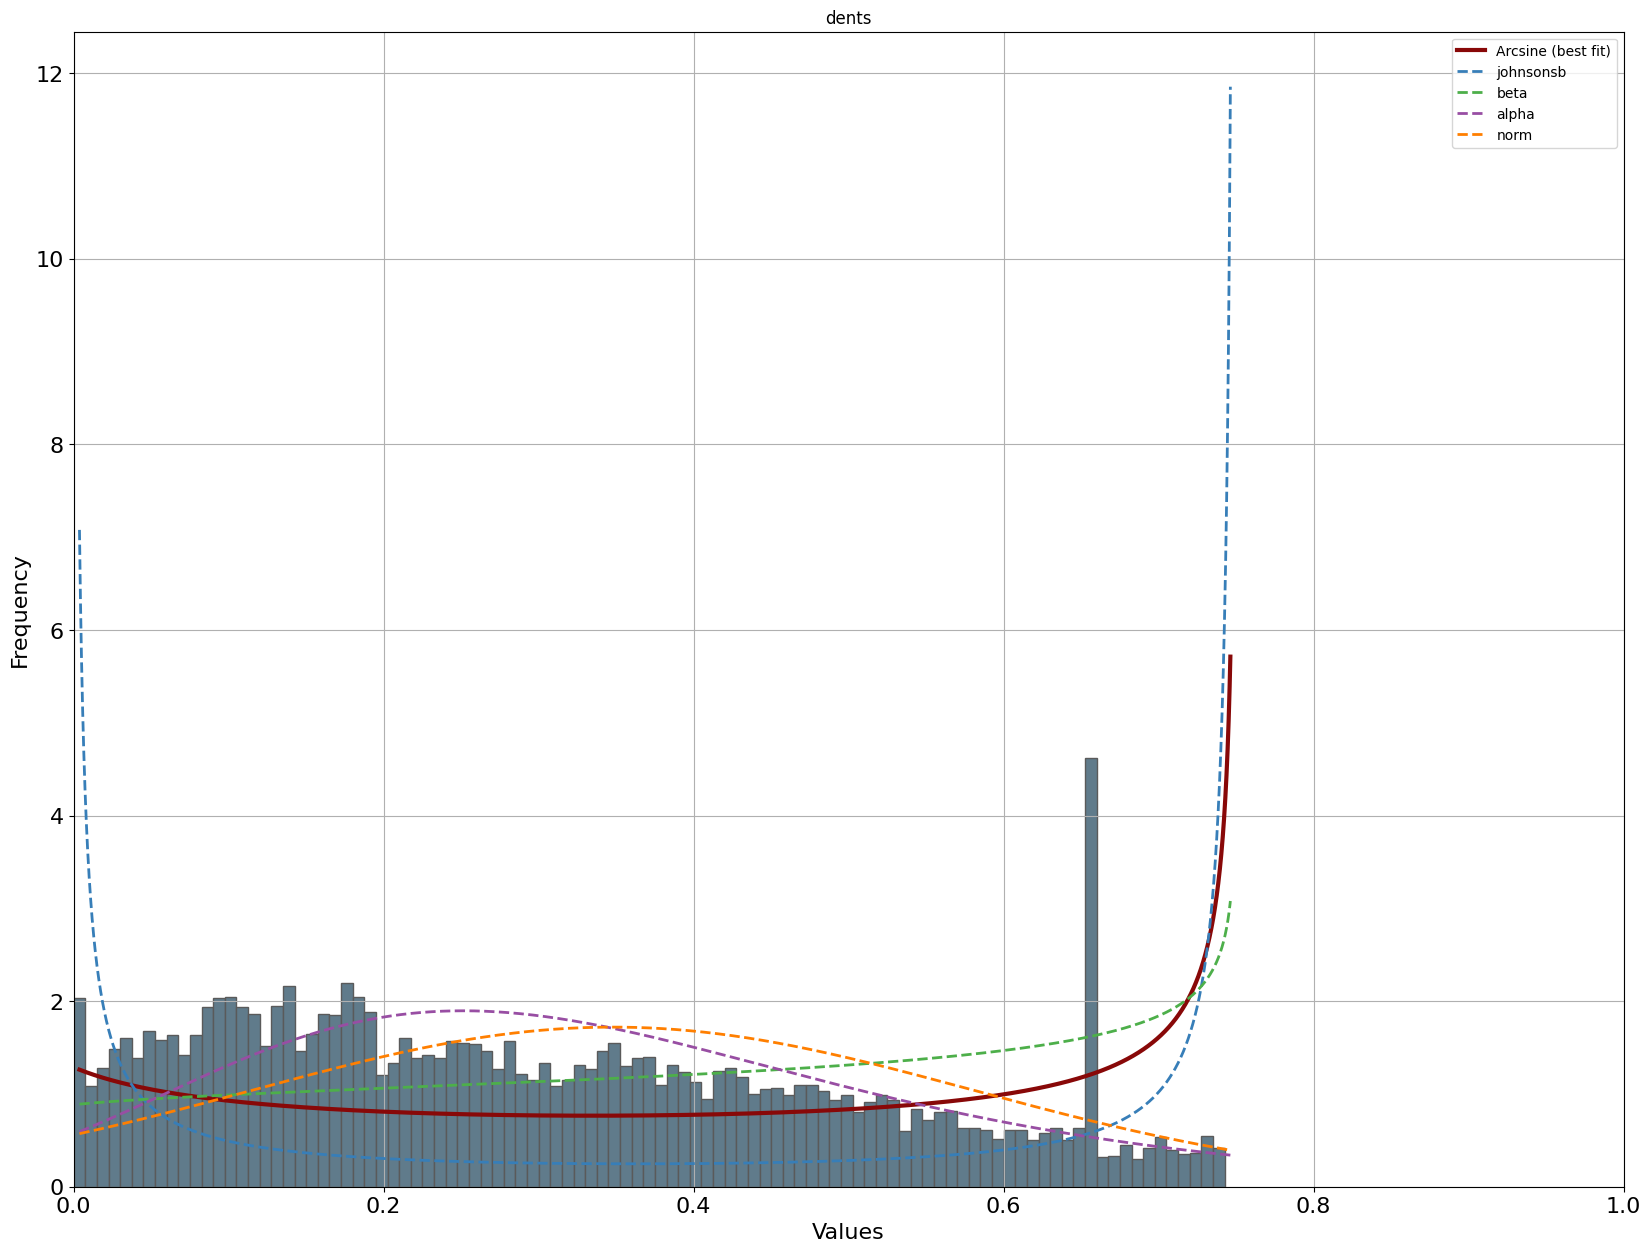 dents
Arcsine (best fit)
johnsonsb
beta
alpha
norm
12
10
8
6
4
2
0
Frequency
0.0 0.2 0.4 0.6 0.8 1.0
Values